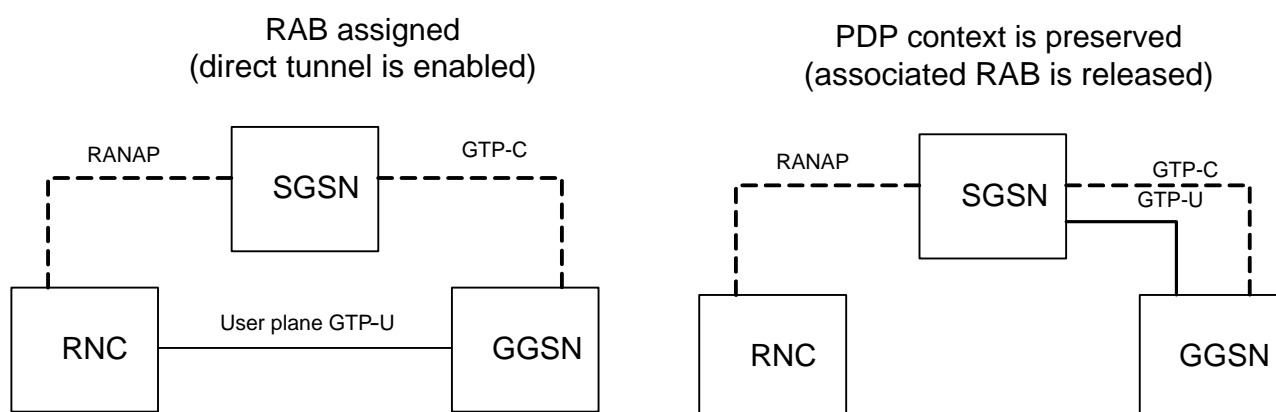 RAB assigned
(direct tunnel is enabled)
RANAP
GTP-C
SGSN
RNC
User plane GTP-U
GGSN
PDP context is preserved
(associated RAB is released)
RANAP
SGSN
GTP-C
GTP-U
RNC
GGSN